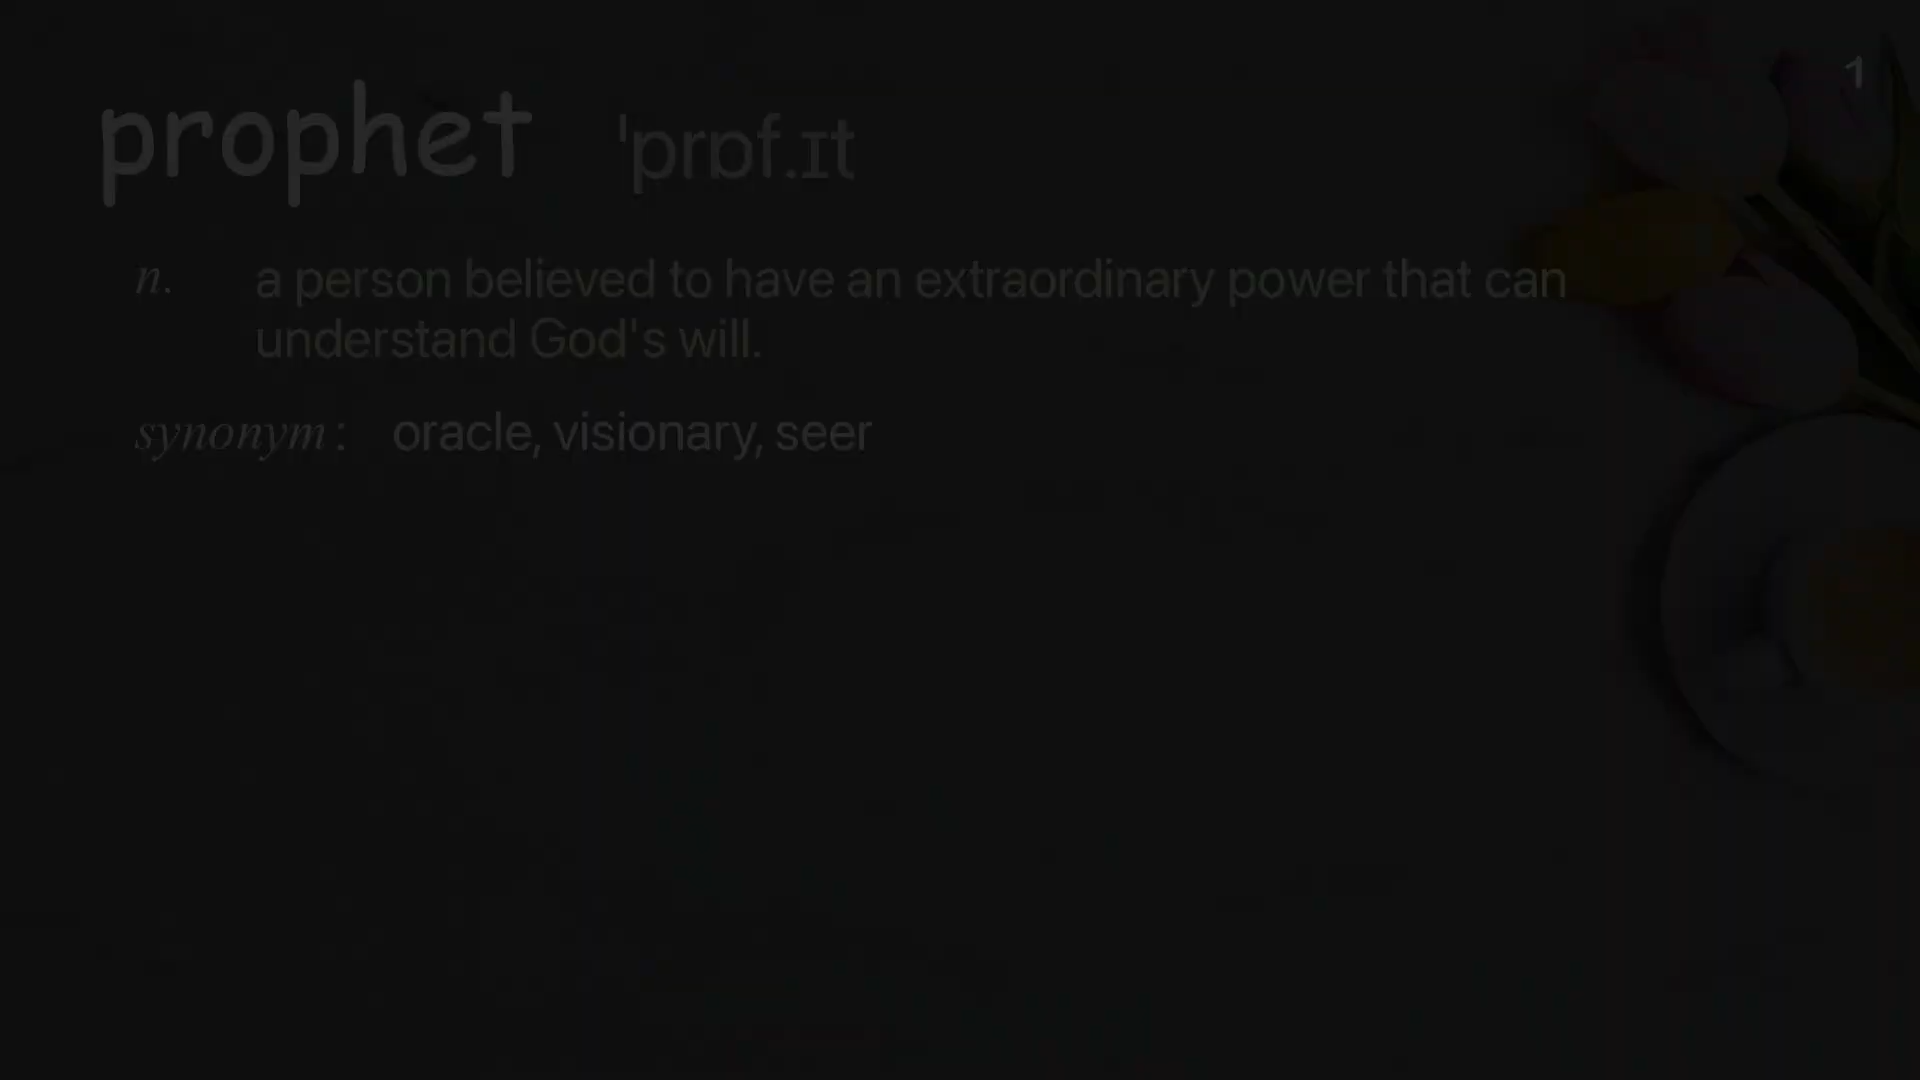 1
prophet ˈprɒf.ɪt
n. a person believed to have an extraordinary power that can
understand God's will.
synonym: oracle, visionary, seer